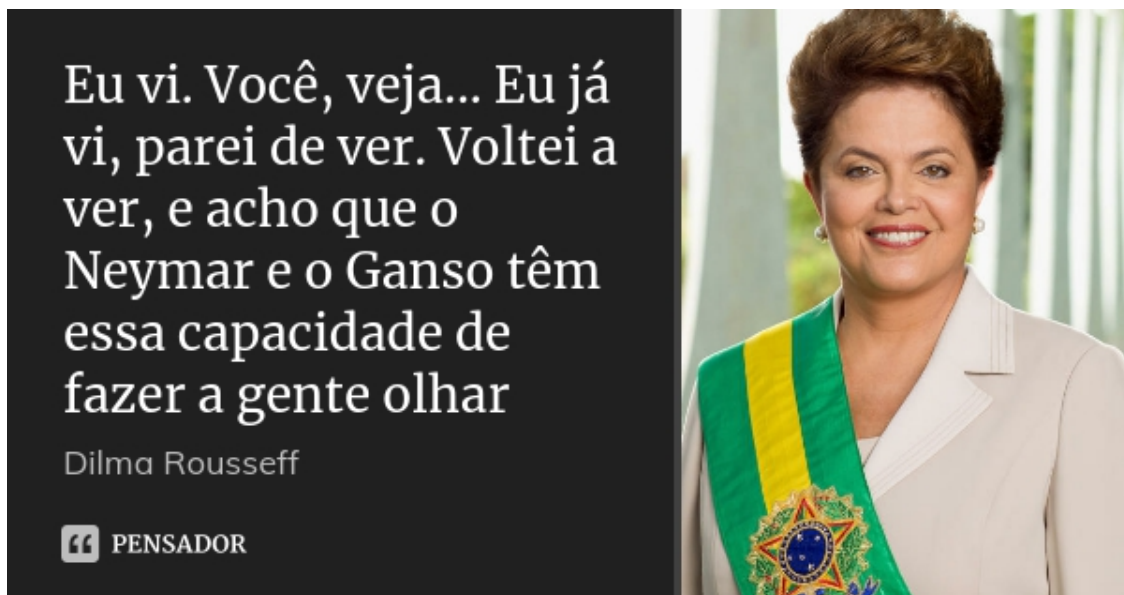 Eu vi. Você, veja... Eu já
vi, parei de ver. Voltei a
ver, e acho que o
Neymar e o Ganso têm
essa capacidade de
fazer a gente olhar
Dilma Rousseff
PENSADOR